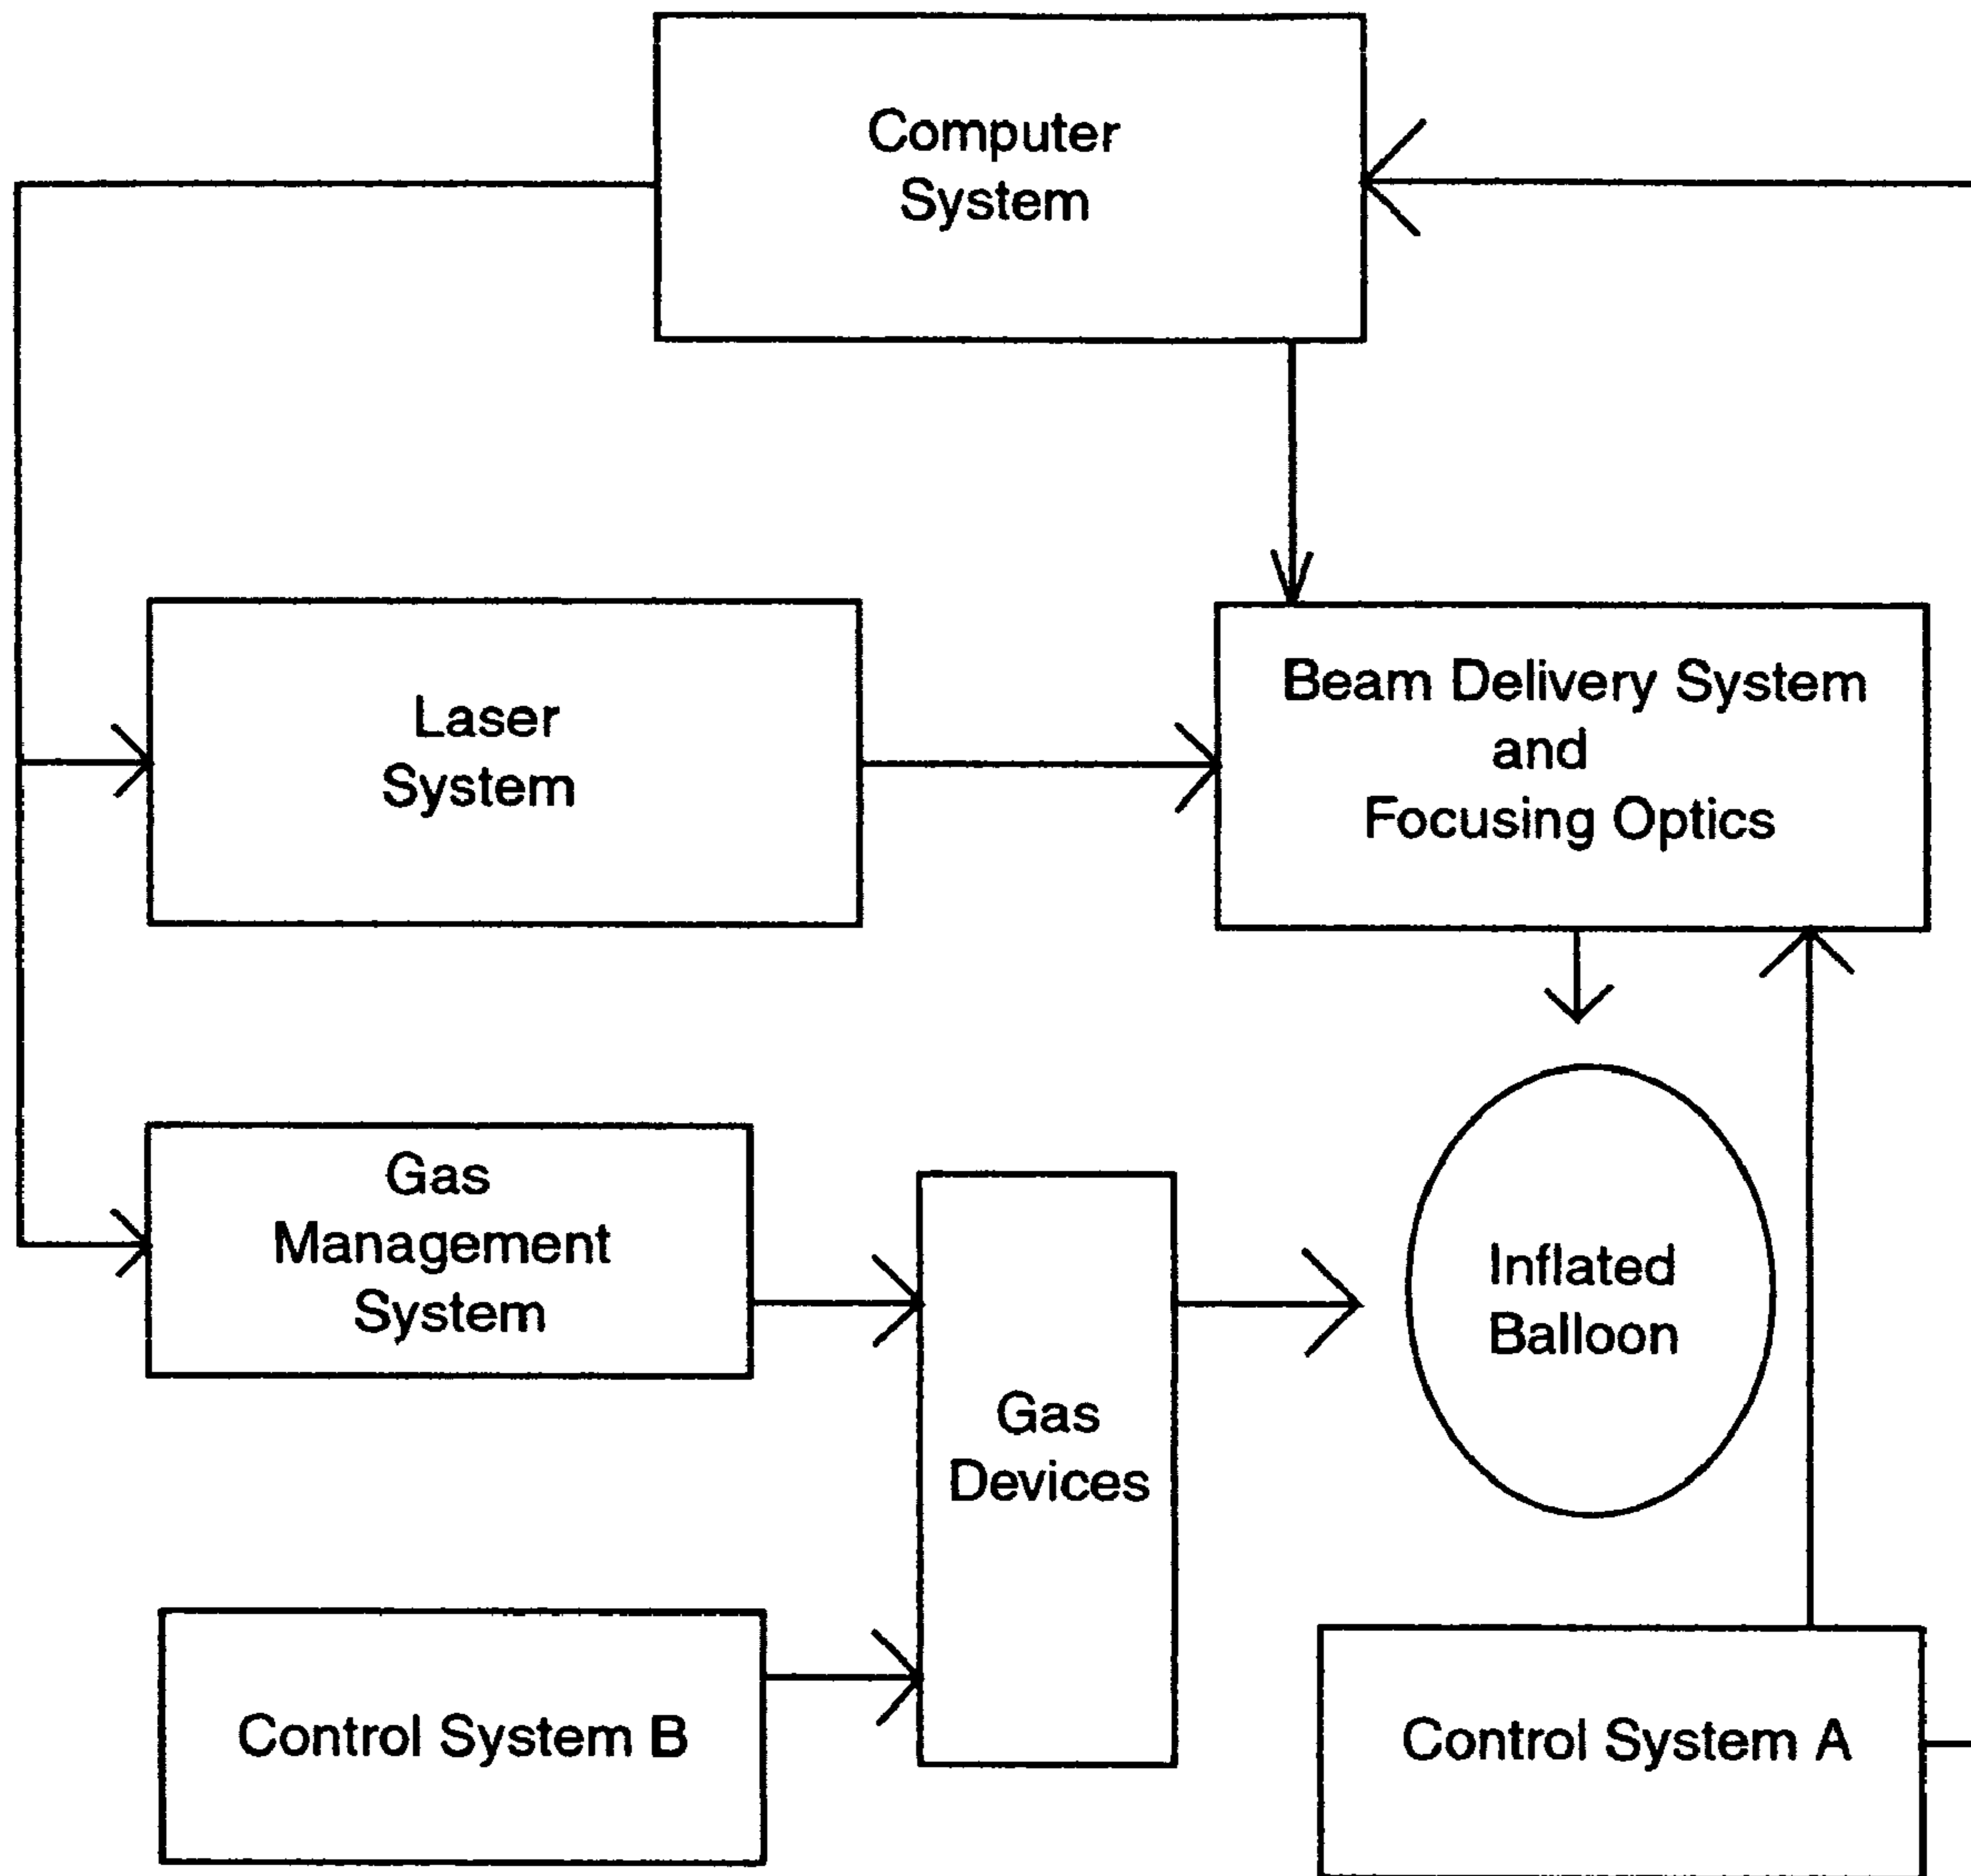 Computer
System
Laser
System
Beam Delivery System
and
Focusing Optics
Gas
Management
System
Gas
Devices
Inflated
Balloon
Control System B
Control System A